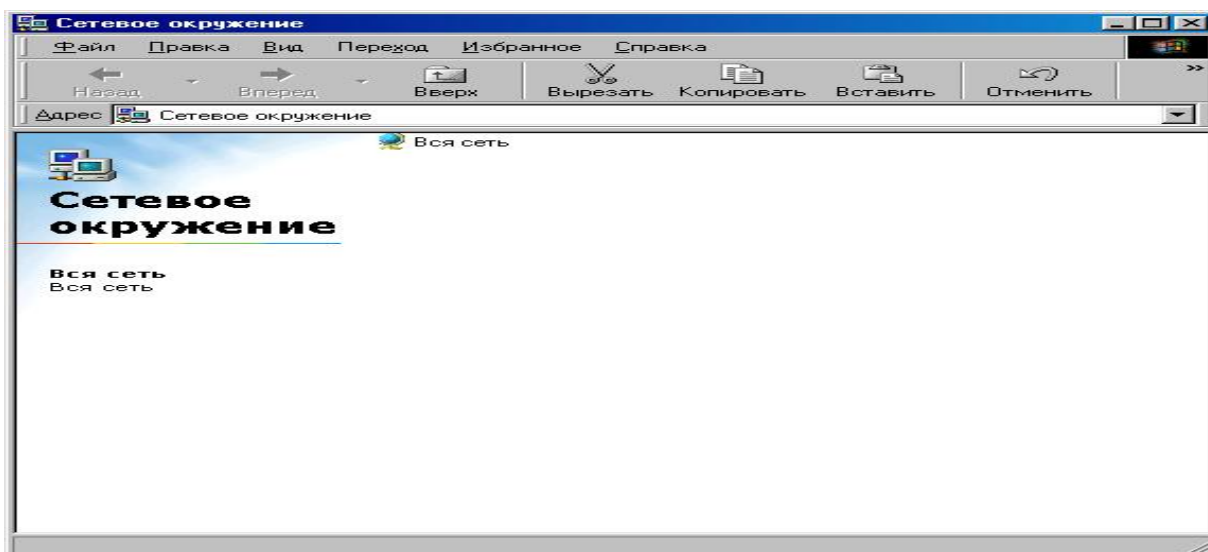 Сетевое окружение
Файл Правка Вид Переход Избранное Справка
Назад Вперед Вверх Вырезать Копировать Вставить Отменить »
Адрес Сетевое окружение
Вся сеть
Сетевое
окружение
Вся сеть
Вся сеть